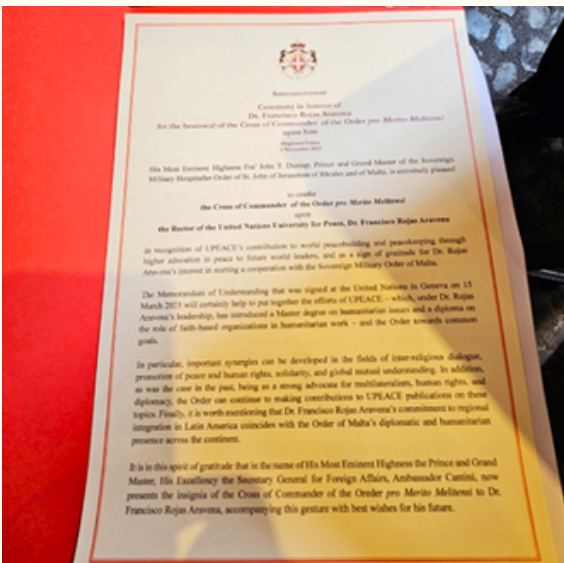 Announcement
Ceremony in honour of
Dr. Francisco Rojas Aravena
for the bestowal of the Cross of Commander of the Order pro Merito Melitensi
upon him
Magistral Palace
His Most Eminent Highness Fra' John T. Dunlap, Prince and Grand Master of the Sovereign
Military Hospitaller Order of St. John of Jerusalem of Rhodes and of Malta, is extremely pleased
to confer
the Cross of Commander of the Order pro Merito Melitensi
upon
the Rector of the United Nations University for Peace, Dr. Francisco Rojas Aravena
in recognition of UPEACE's contribution to world peacebuilding and peacekeeping through
higher education in peace to future world leaders, and as a sign of gratitude for Dr. Rojas
Aravena's interest in starting a cooperation with the Sovereign Military Order of Malta.
The Memorandum of Understanding that was signed at the United Nations in Geneva on 15
March 2023 will certainly help to put together the efforts of UPEACE – which, under Dr. Rojas
Aravena's leadership, has introduced a Master degree on humanitarian issues and a diploma on
the role of faith-based organizations in humanitarian work – and the Order towards common
goals.
In particular, important synergies can be developed in the fields of inter-religious dialogue,
promotion of peace and human rights, solidarity, and global mutual understanding. In addition,
as was the case in the past, being as a strong advocate for multilateralism, human rights, and
diplomacy, the Order can continue to making contributions to UPEACE publications on these
topics. Finally, it is worth mentioning that Dr. Francisco Rojas Aravena's commitment to regional
integration in Latin America coincides with the Order of Malta's diplomatic and humanitarian
presence across the continent.
It is in this spirit of gratitude that in the name of His Most Eminent Highness the Prince and Grand
Master, His Excellency the Secretary General for Foreign Affairs, Ambassador Cantini, now
presents the insignia of the Cross of Commander of the Oreder pro Merito Melitensi to Dr.
Francisco Rojas Aravena, accompanying this gesture with best wishes for his future.